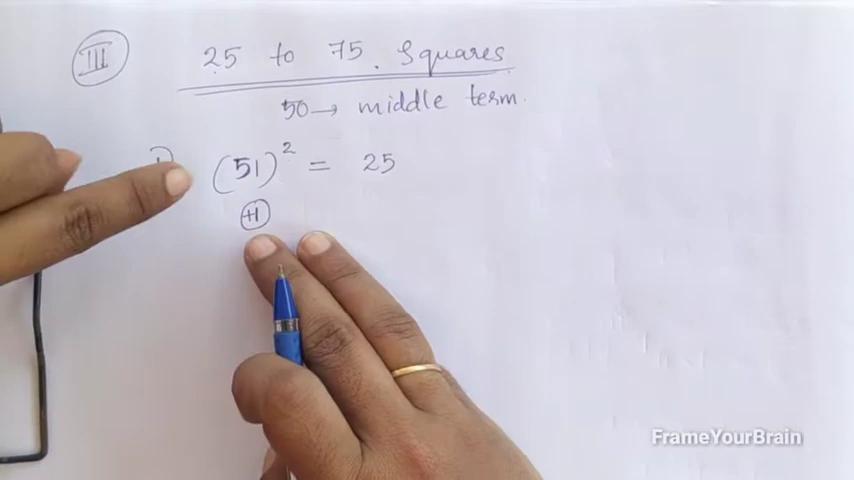 III 25 to 75. Squares
50 → middle term.
(51)² = 25
+1
FrameYourBrain